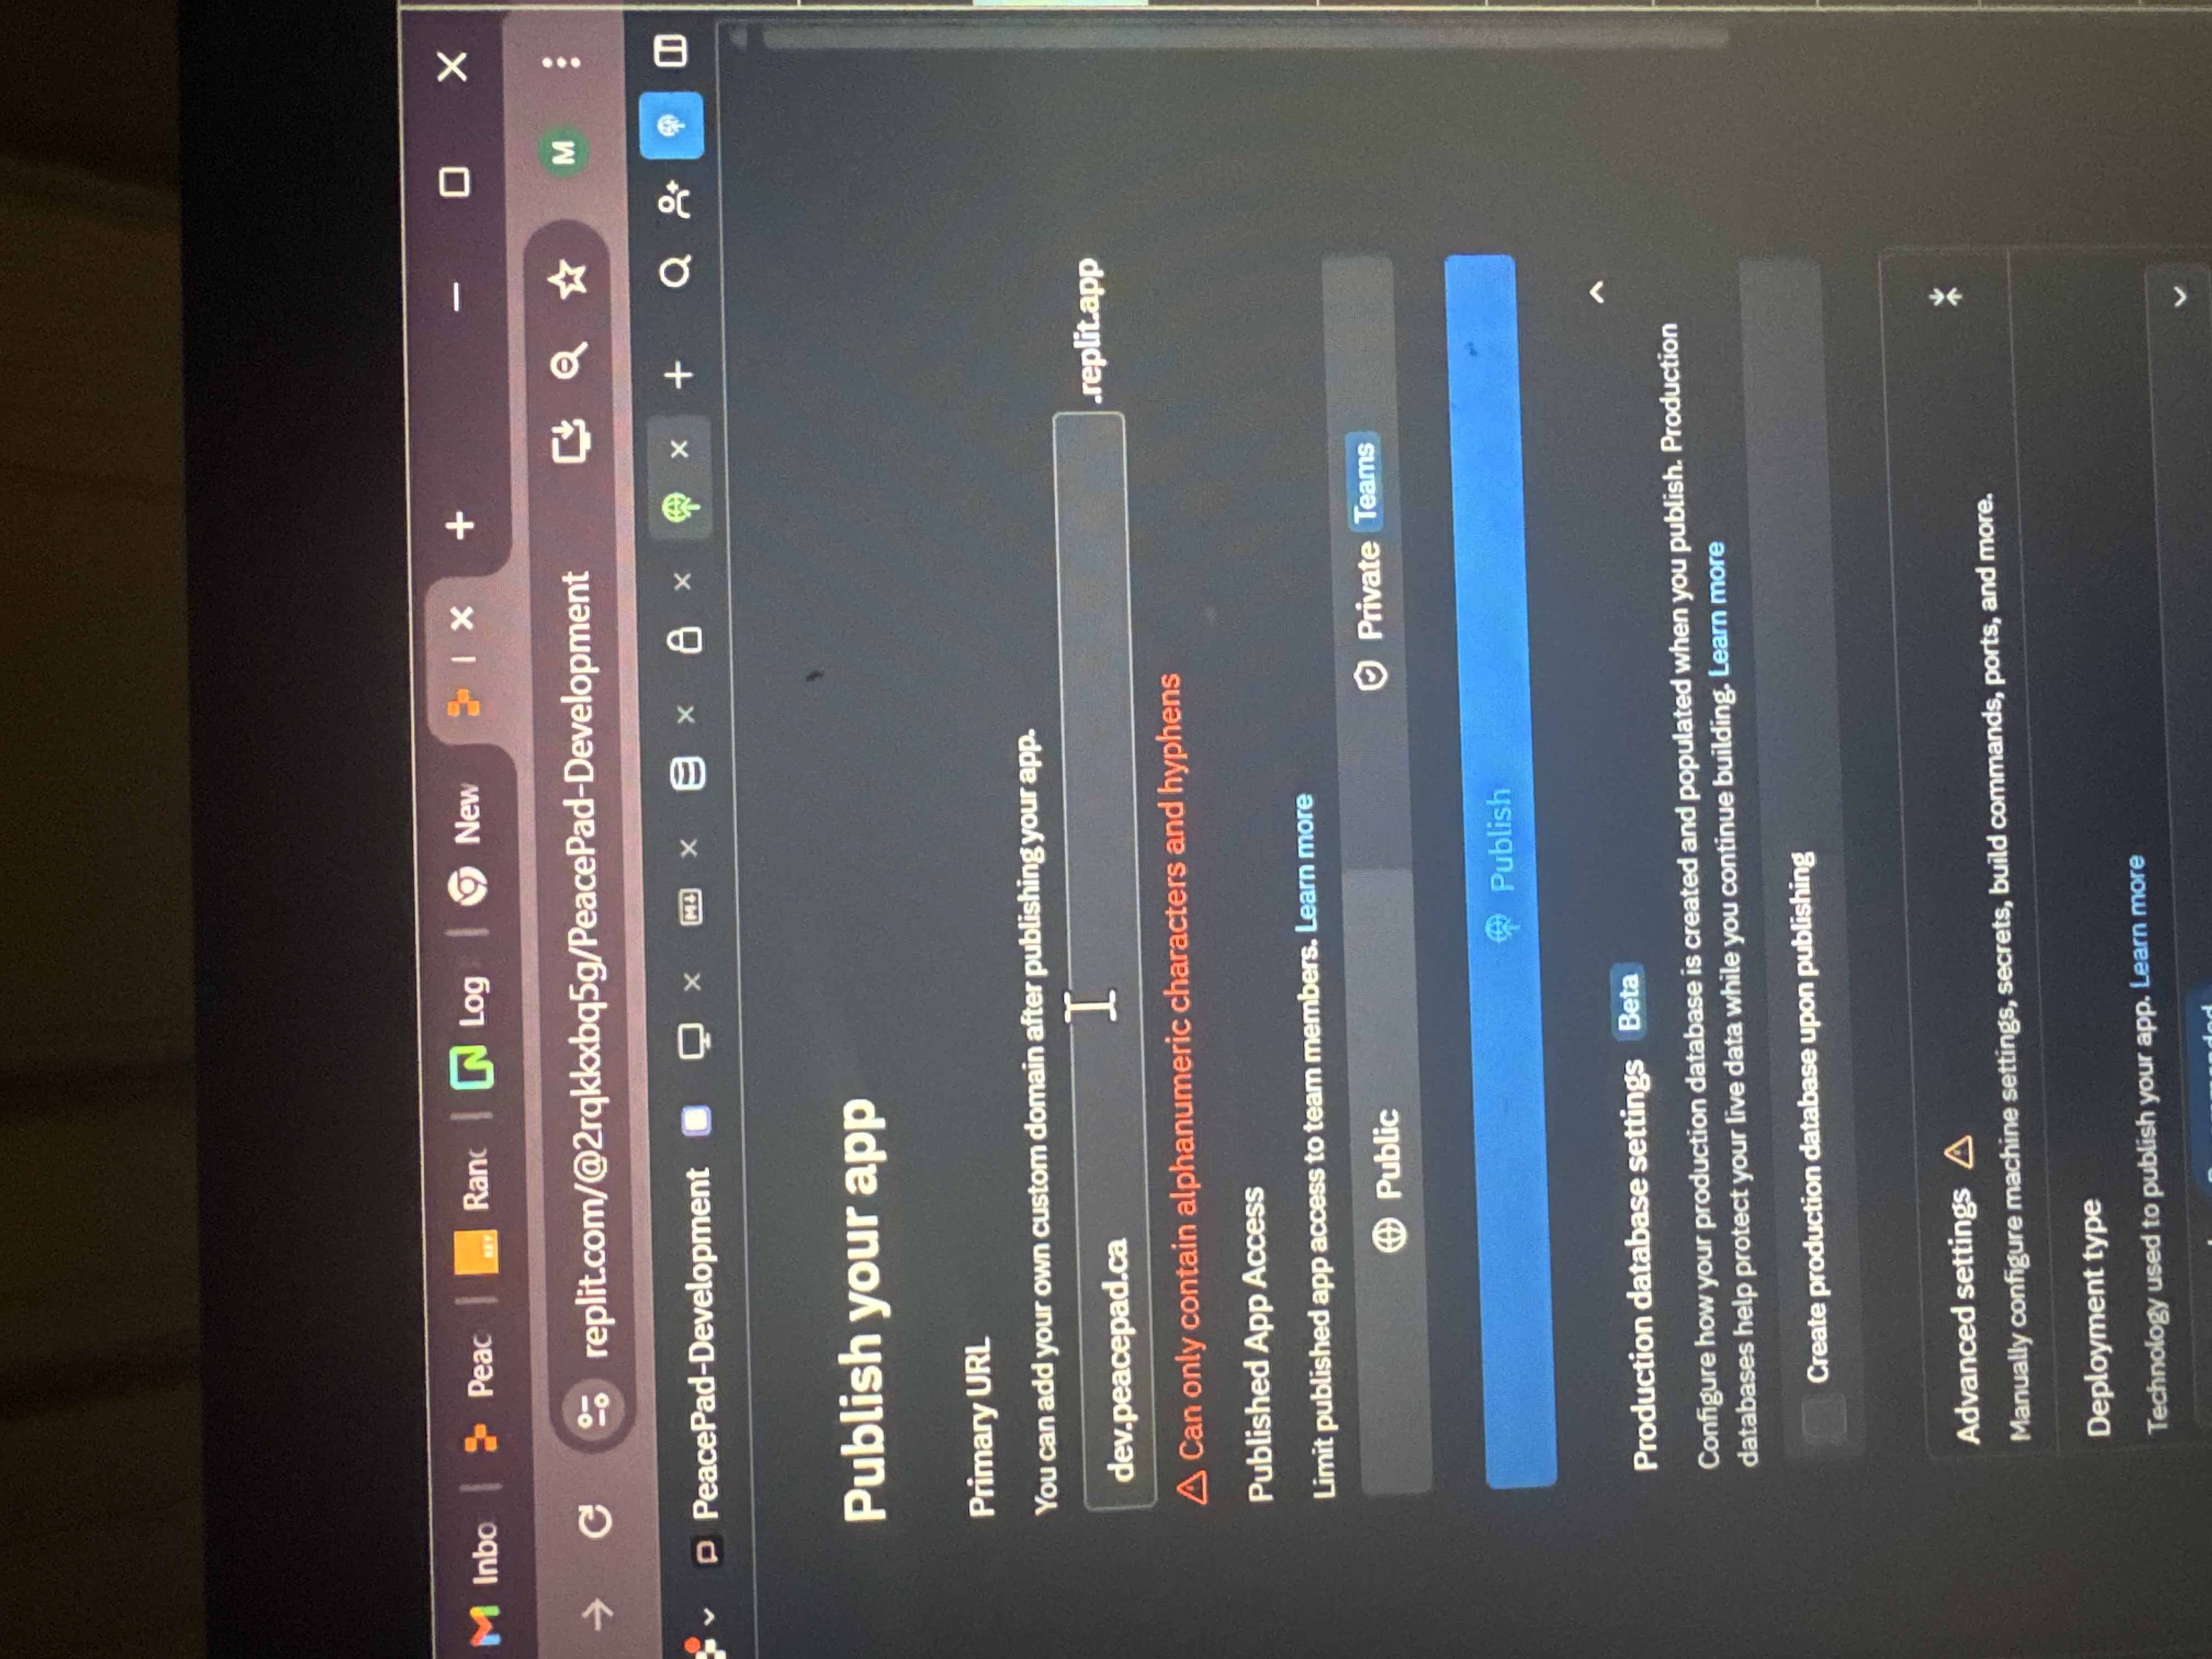 Inbo
Peac
Ranc
Log
New
replit.com/@2rqkkxbq5g/PeacePad-Development
M
PeacePad-Development
Publish your app
Primary URL
You can add your own custom domain after publishing your app.
dev.peacepad.ca
.replit.app
Can only contain alphanumeric characters and hyphens
Published App Access
Limit published app access to team members. Learn more
Public
Private Teams
Publish
Production database settings Beta
Configure how your production database is created and populated when you publish. Production
databases help protect your live data while you continue building. Learn more
Create production database upon publishing
Advanced settings
Manually configure machine settings, secrets, build commands, ports, and more.
Deployment type
Technology used to publish your app. Learn more